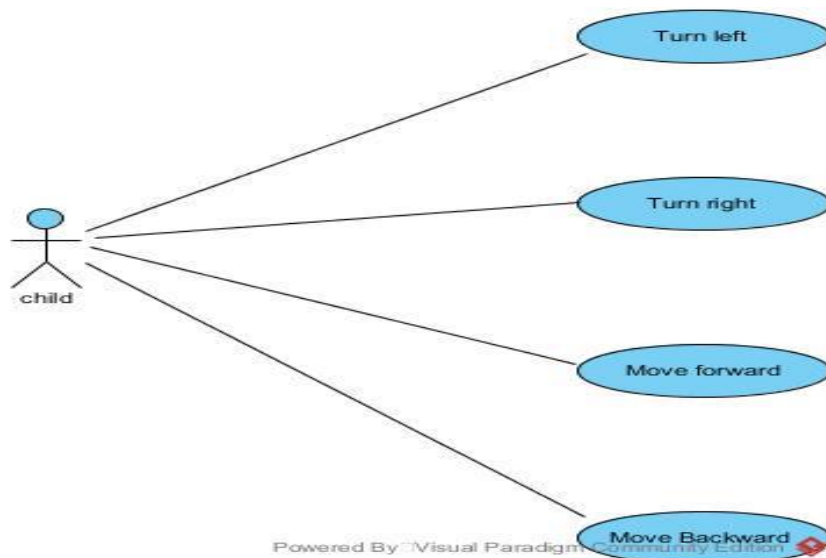 Turn left
Turn right
child
Move forward
Move Backward
Powered By Visual Paradigm Community Edition